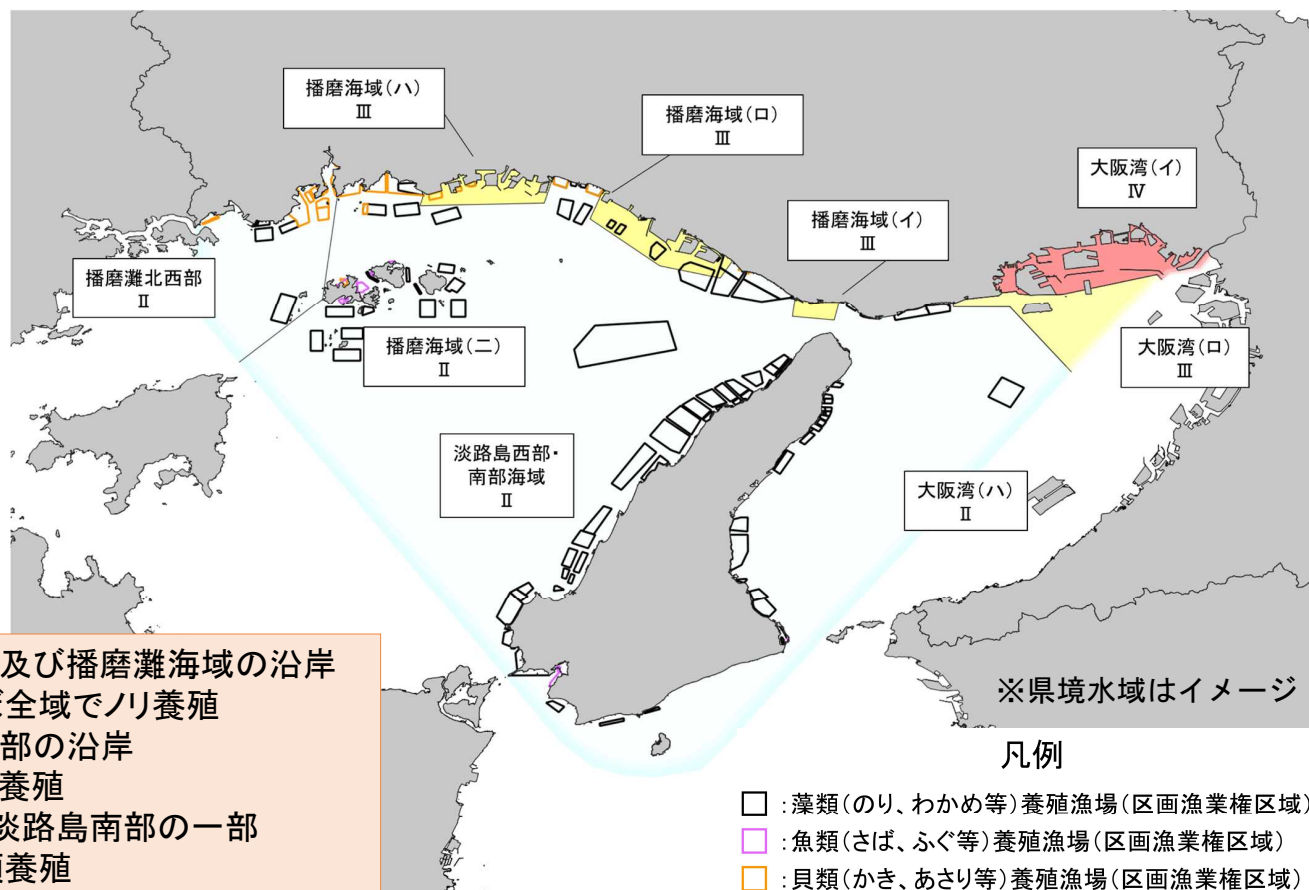 播磨海域(ハ)
Ⅲ
播磨海域(ロ)
Ⅲ
大阪湾(イ)
Ⅳ
播磨海域(イ)
Ⅲ
播磨灘北西部
Ⅱ
播磨海域(ニ)
Ⅱ
大阪湾(ロ)
Ⅲ
淡路島西部・
南部海域
Ⅱ
大阪湾(ハ)
Ⅱ
及び播磨灘海域の沿岸
全域でノリ養殖
部の沿岸
養殖
淡路島南部の一部
養殖
※県境水域はイメージ
凡例
:藻類(のり、わかめ等)養殖漁場(区画漁業権区域)
:魚類(さば、ふぐ等)養殖漁場(区画漁業権区域)
:貝類(かき、あさり等)養殖漁場(区画漁業権区域)